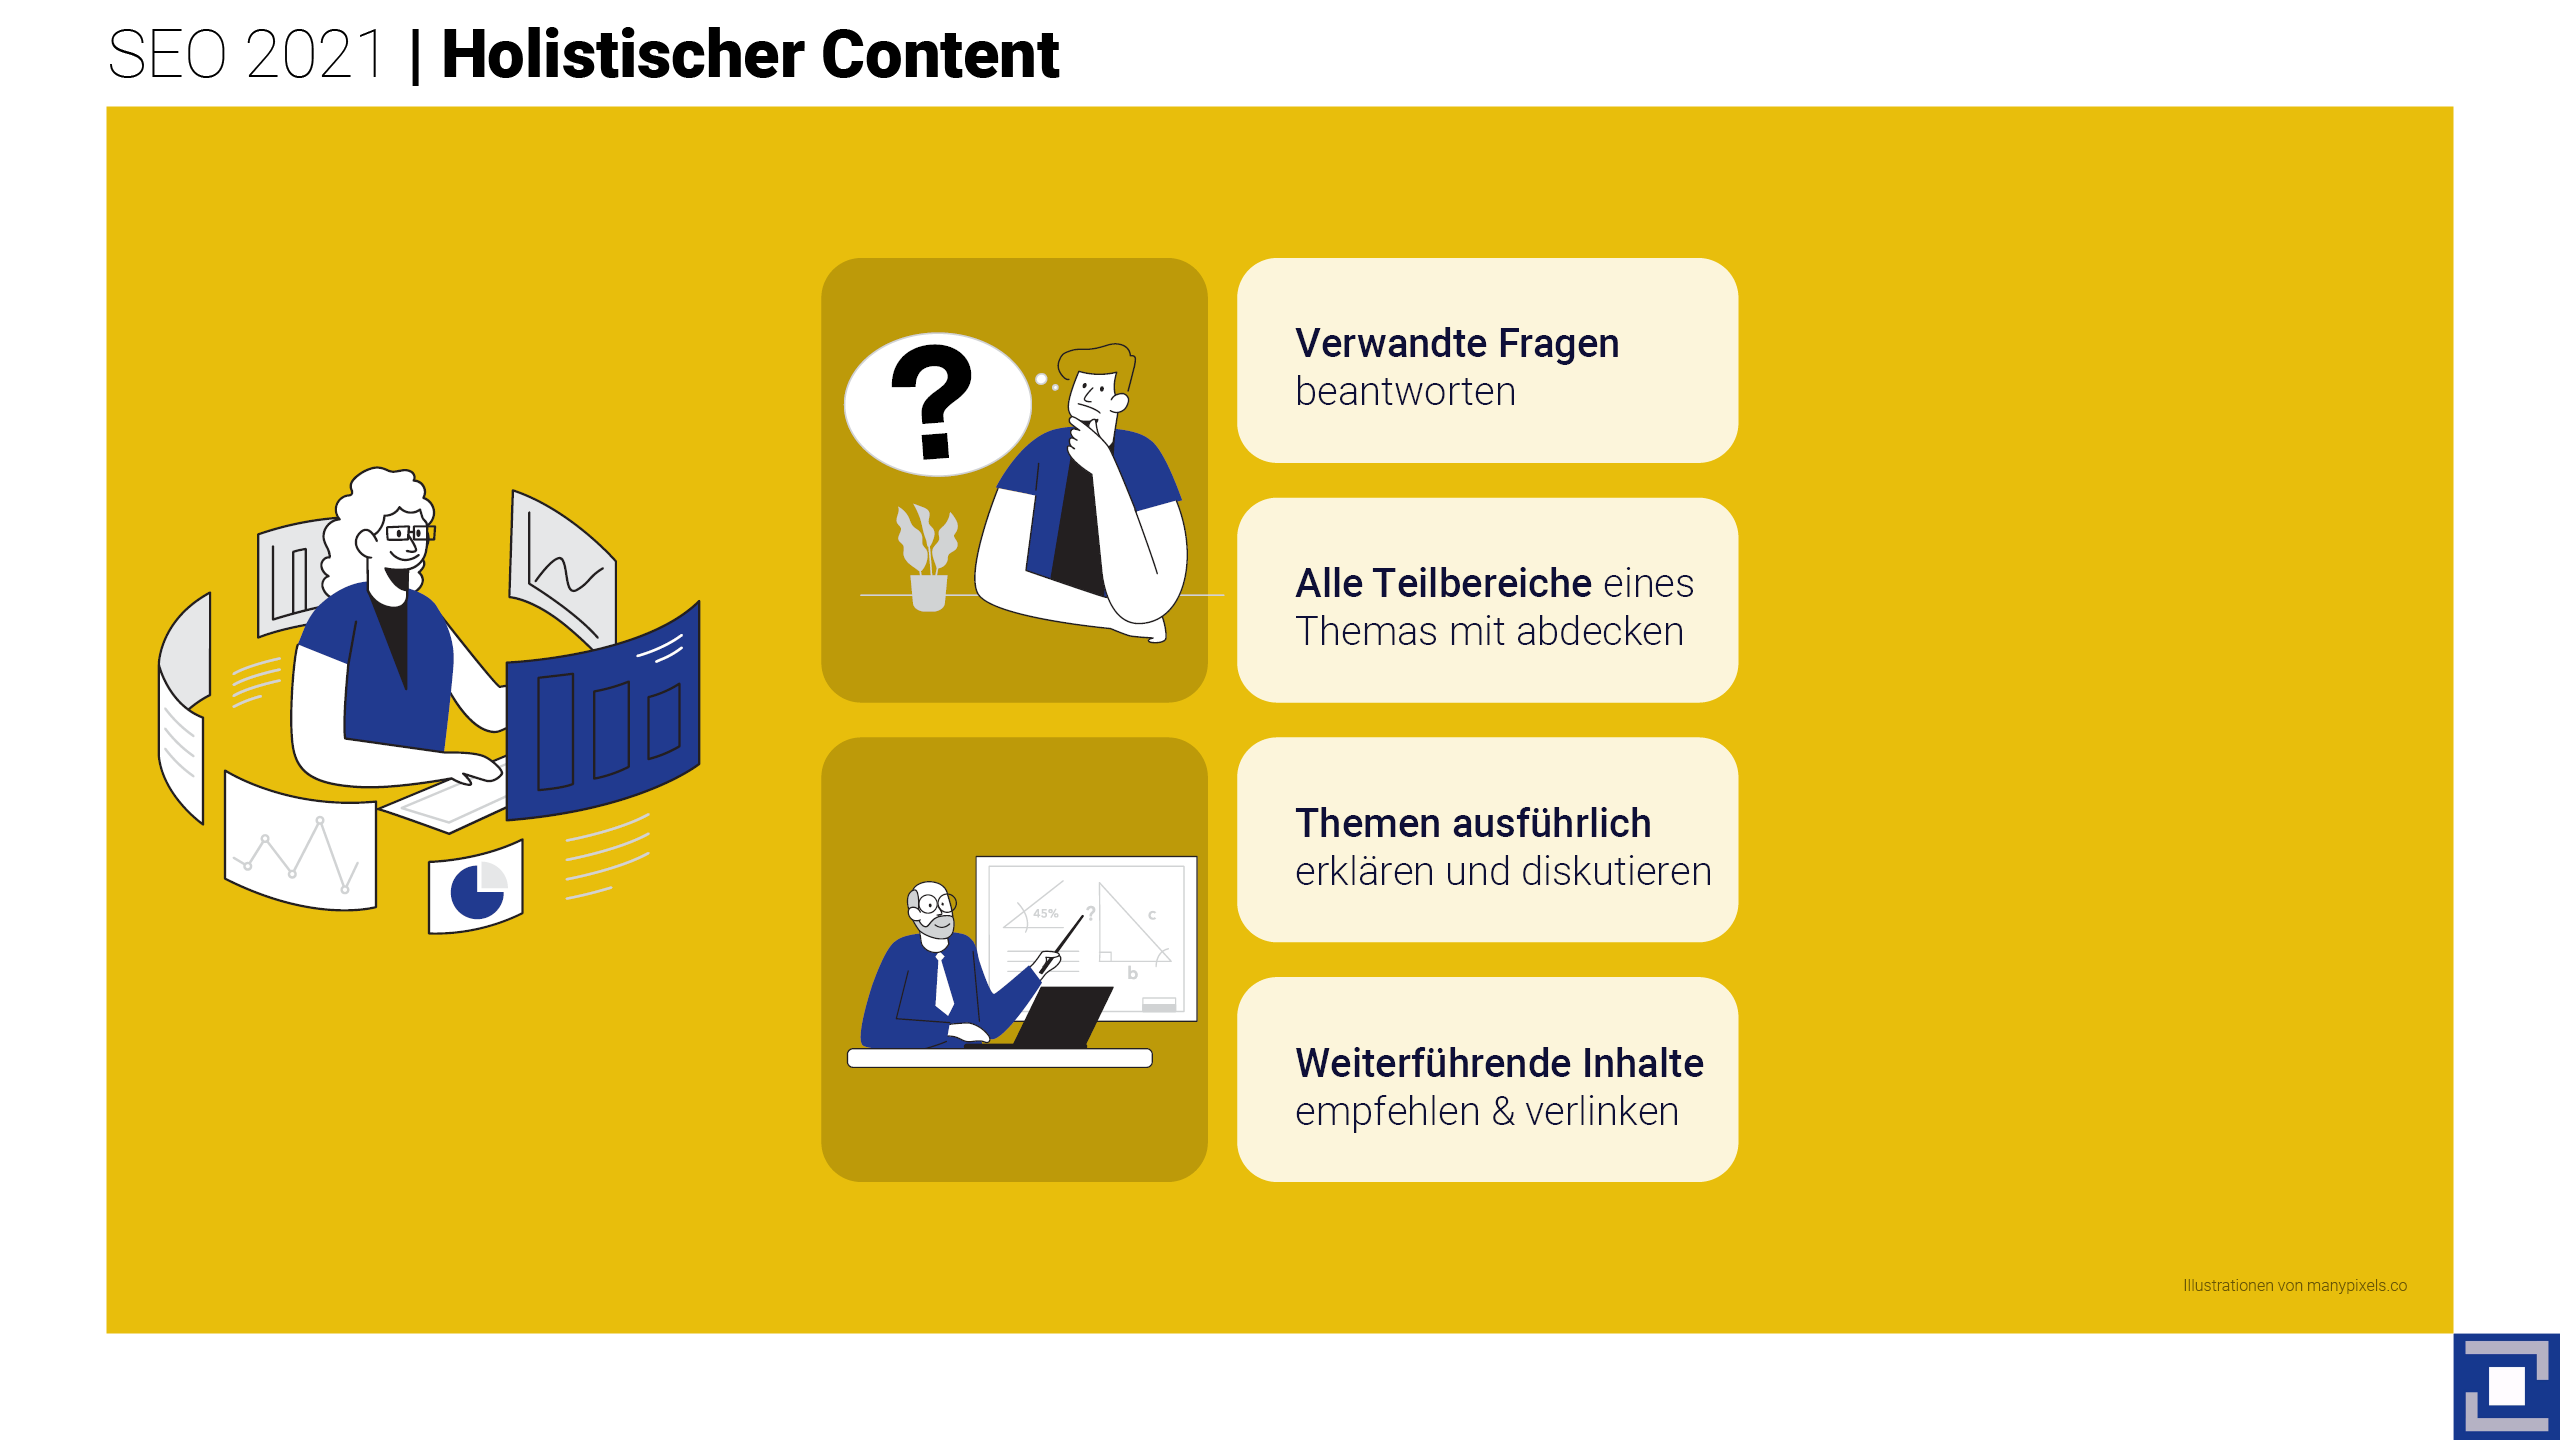 SEO 2021 | Holistischer Content
?
Verwandte Fragen
beantworten
Alle Teilbereiche eines
Themas mit abdecken
45%
?
c
b
Themen ausführlich
erklären und diskutieren
Weiterführende Inhalte
empfehlen & verlinken
Illustrationen von manypixels.co